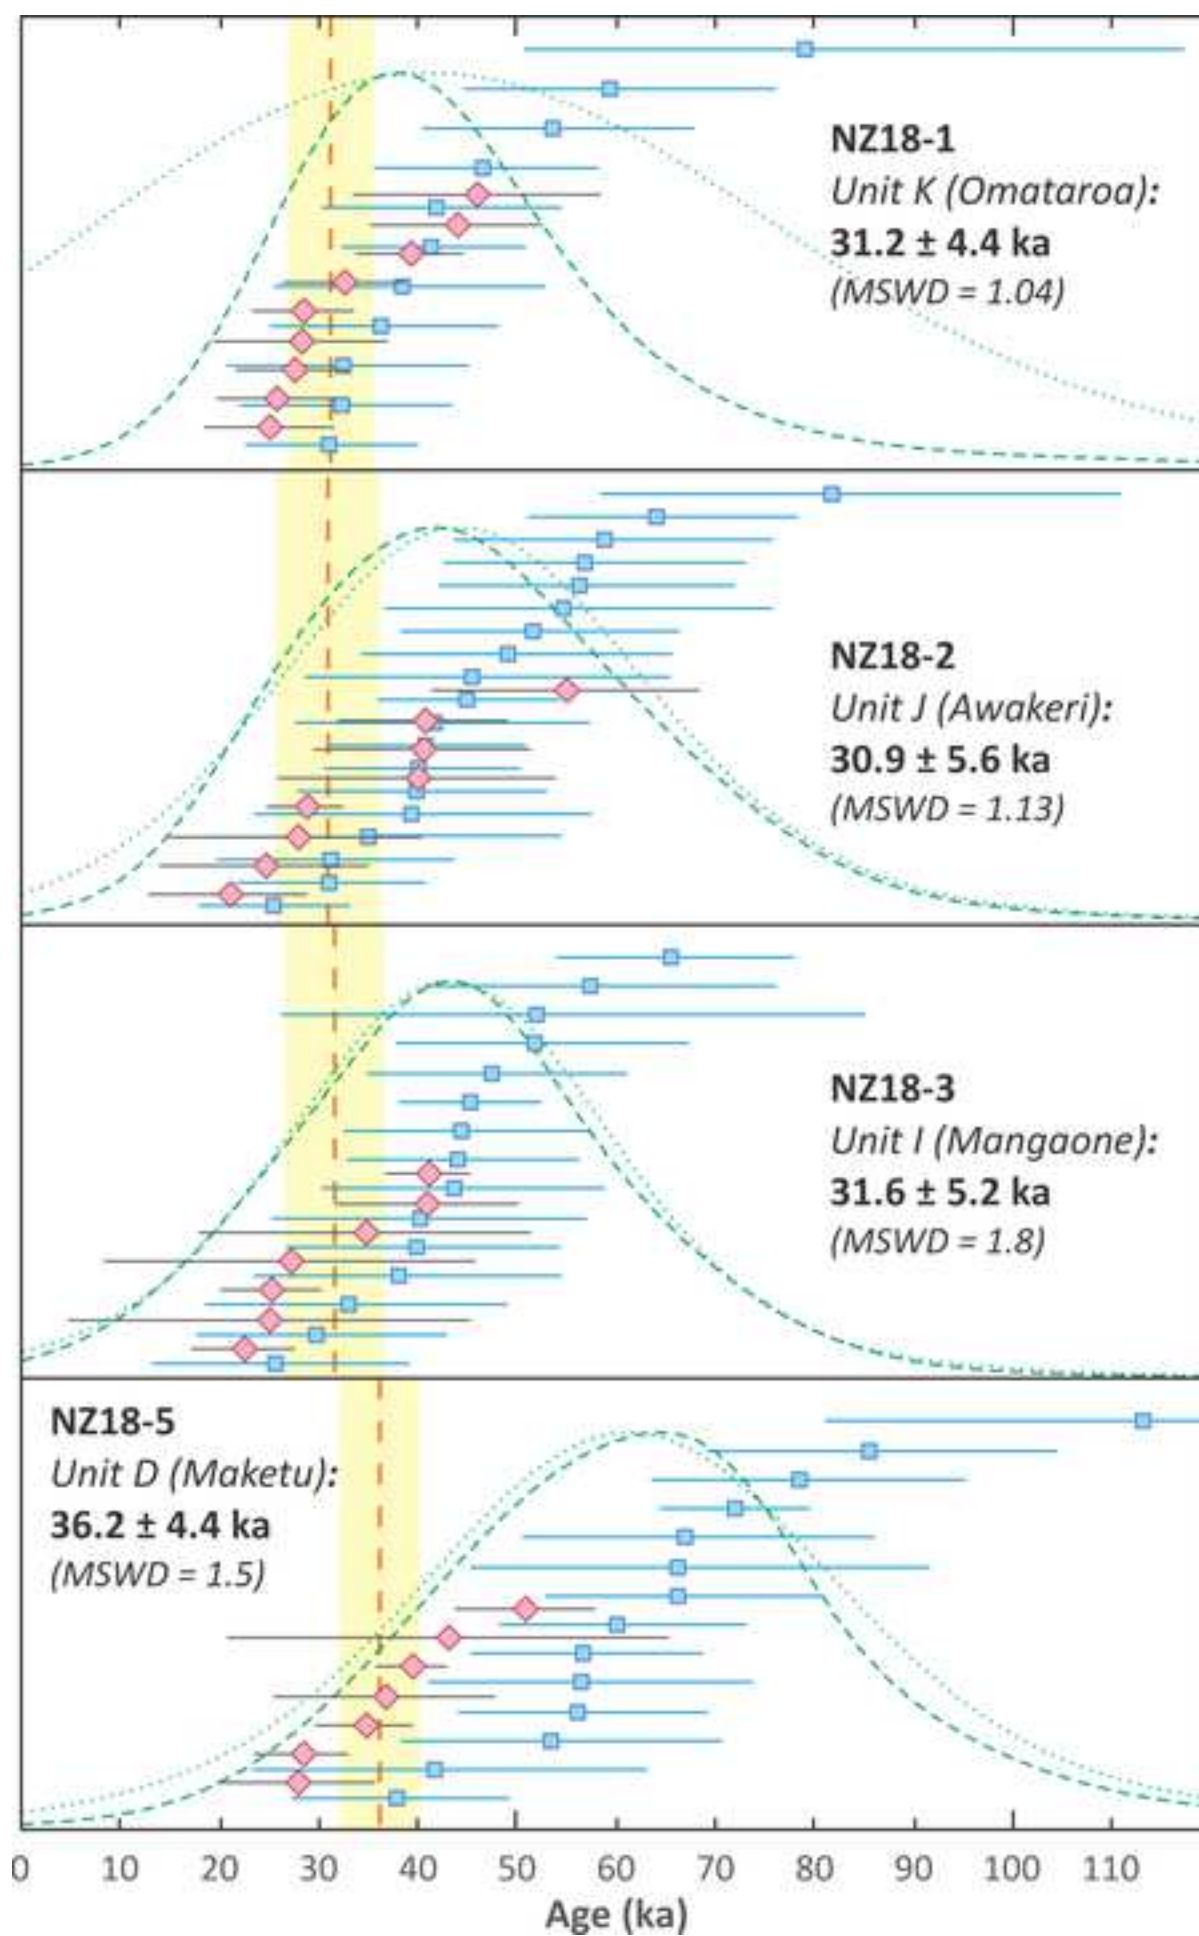 NZ18-1
Unit K (Omataroa):
31.2 ± 4.4 ka
(MSWD = 1.04)
NZ18-2
Unit J (Awakeri):
30.9 ± 5.6 ka
(MSWD = 1.13)
NZ18-3
Unit I (Mangaone):
31.6 ± 5.2 ka
(MSWD = 1.8)
NZ18-5
Unit D (Maketu):
36.2 ± 4.4 ka
(MSWD = 1.5)
0 10 20 30 40 50 60 70 80 90 100 110
Age (ka)